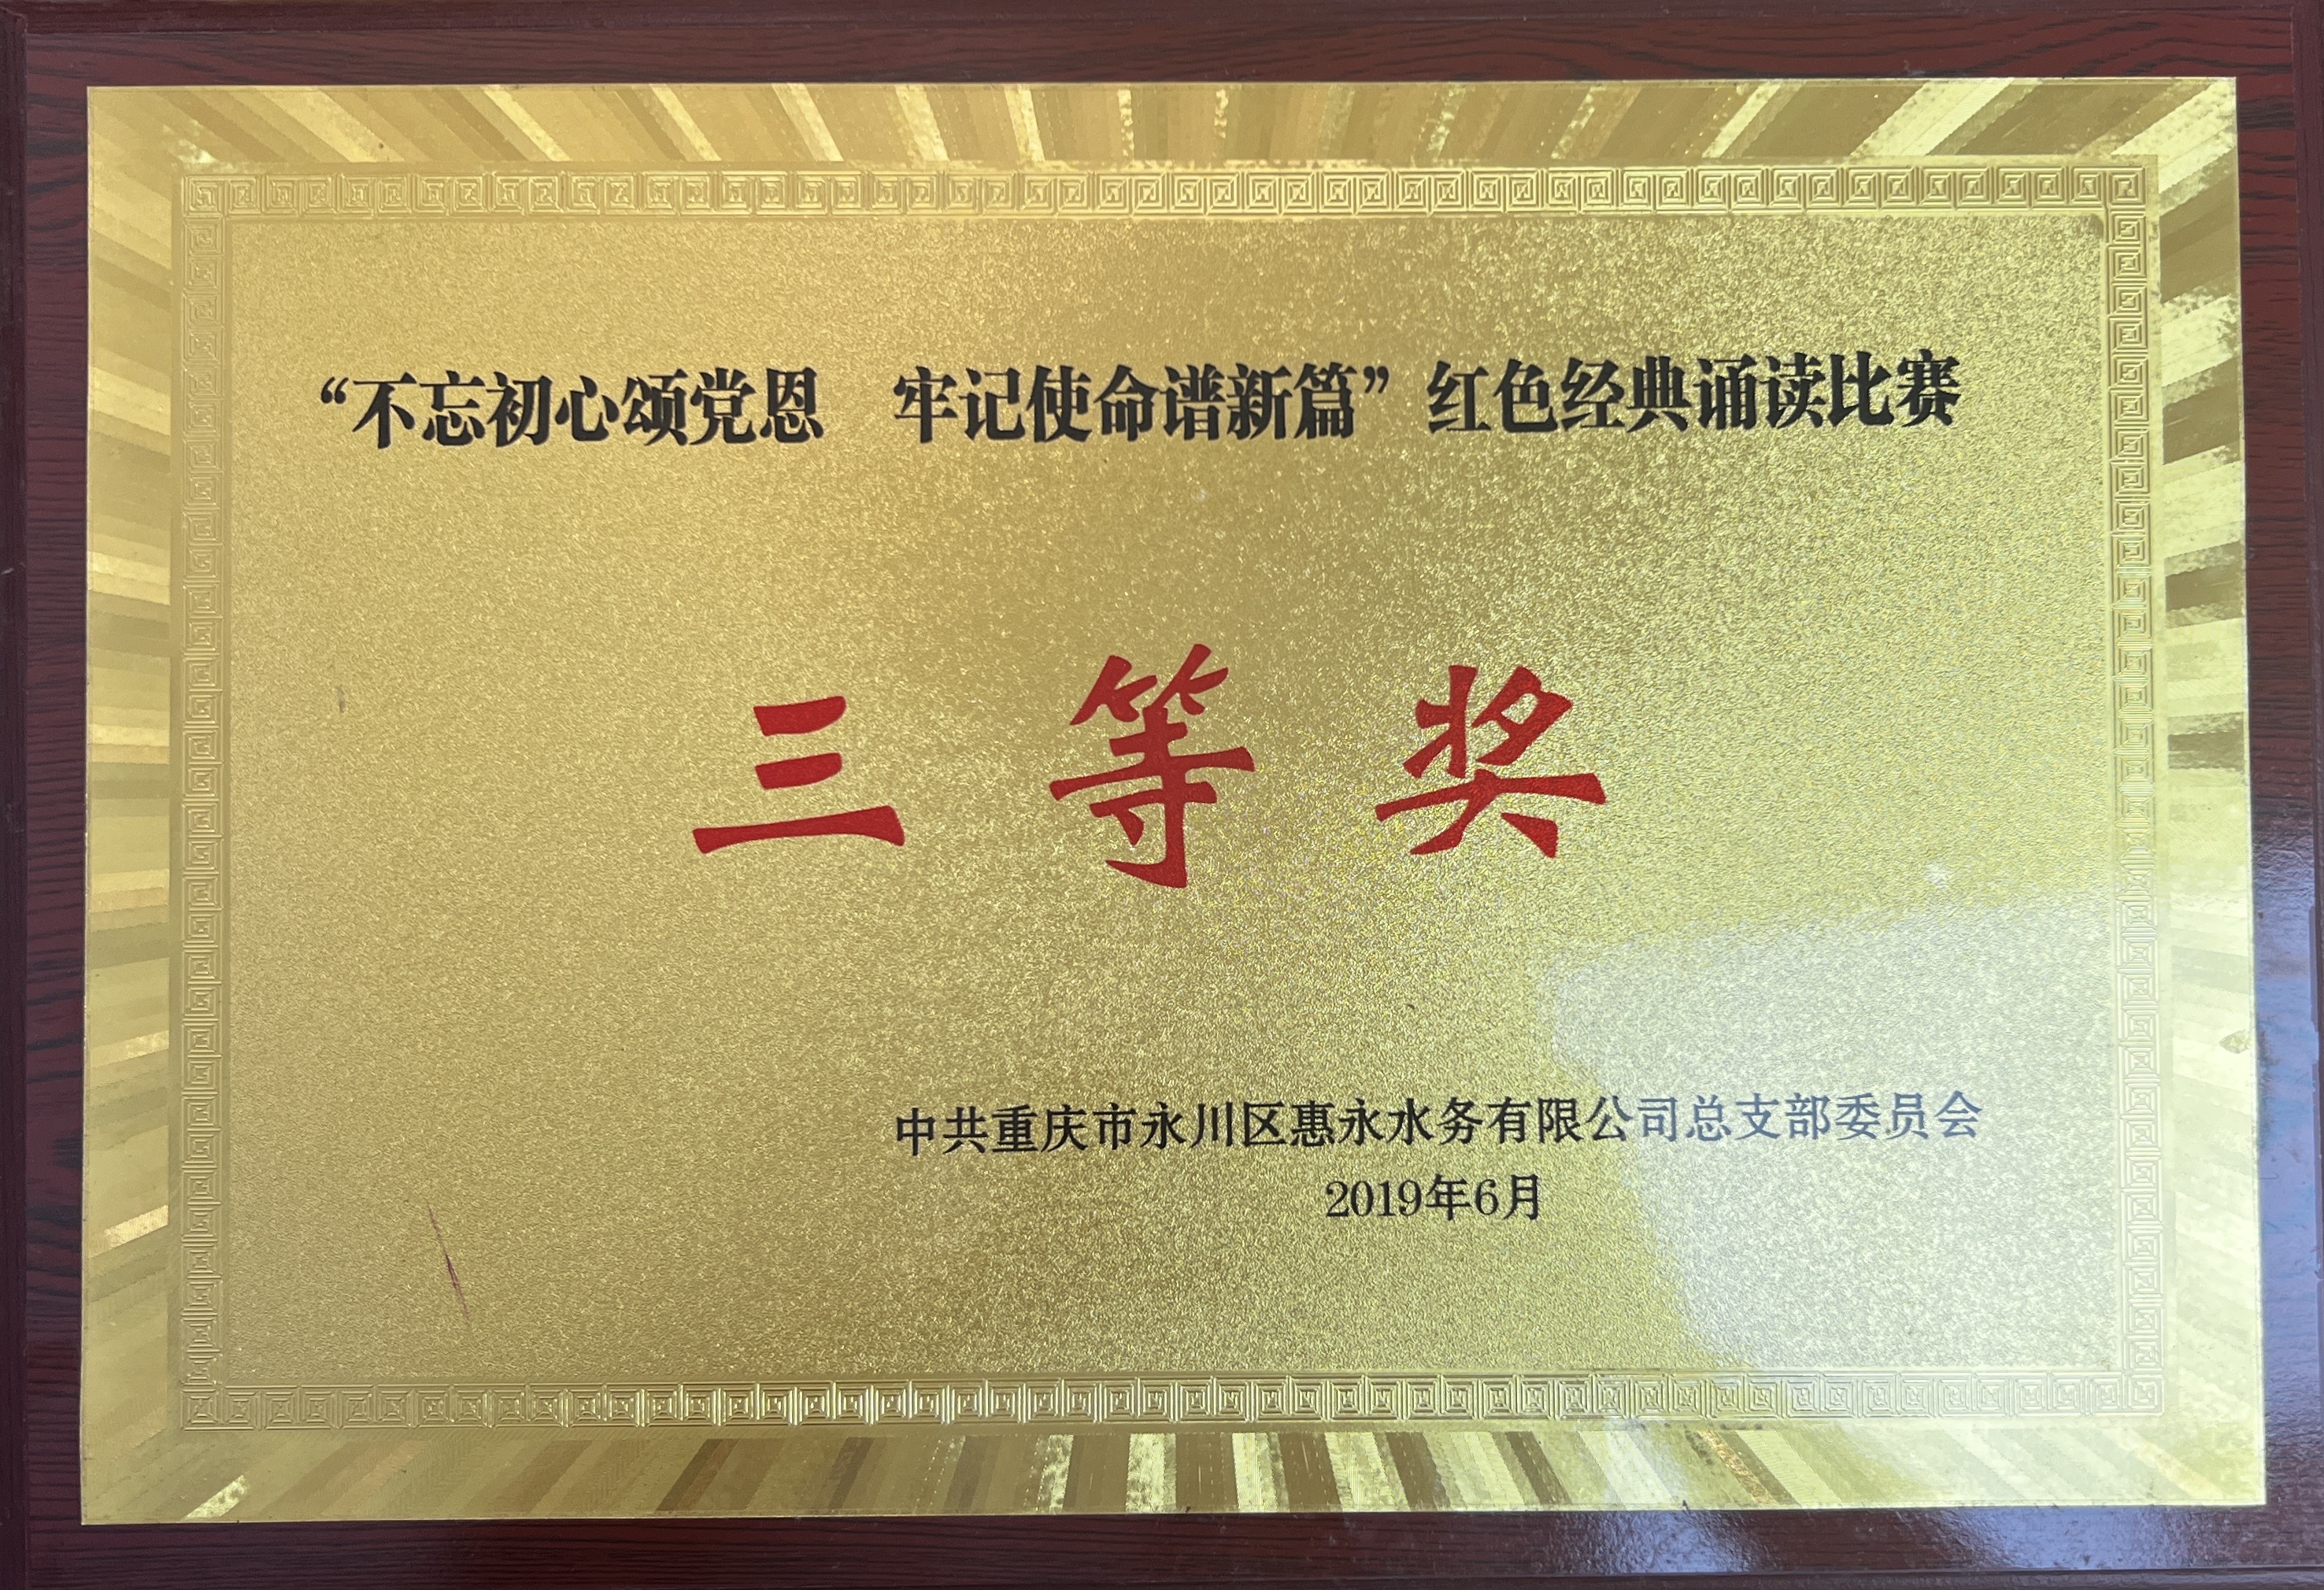 “不忘初心颂党恩　牢记使命谱新篇”红色经典诵读比赛
三等奖
中共重庆市永川区惠永水务有限公司总支部委员会
2019年6月